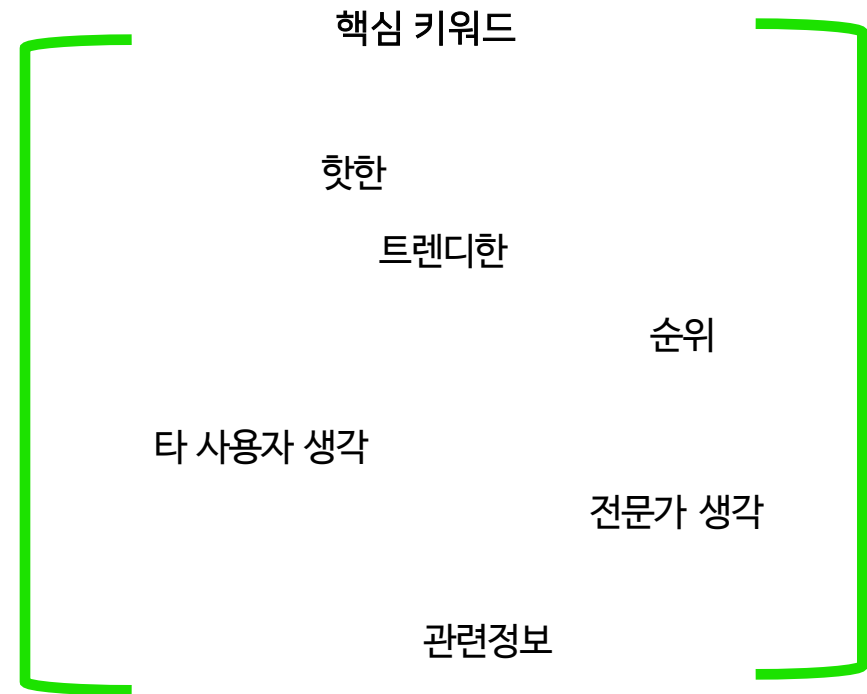 핵심 키워드
핫한
트렌디한
순위
타 사용자 생각
전문가 생각
관련정보